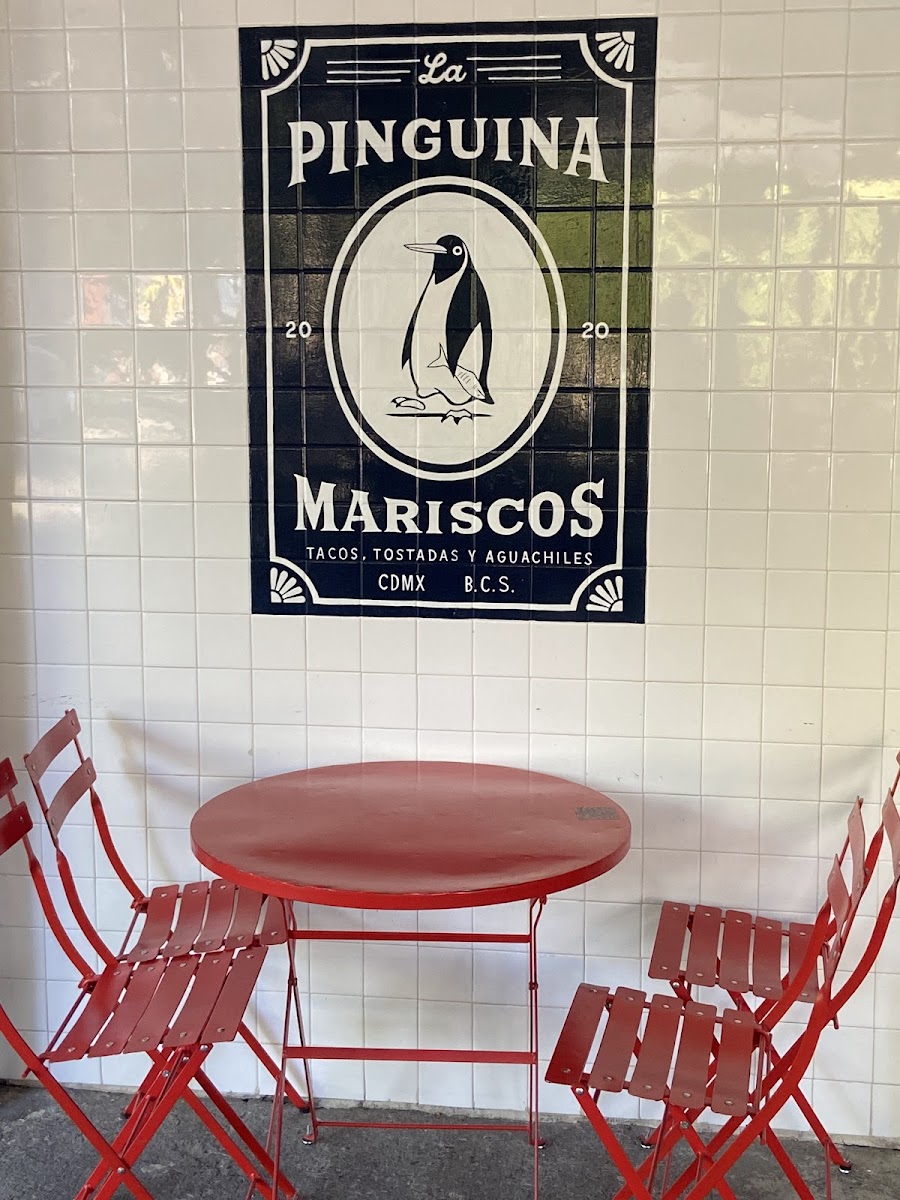 La
PINGUINA
20 20
MARISCOS
TACOS, TOSTADAS Y AGUACHILES
CDMX B.C.S.